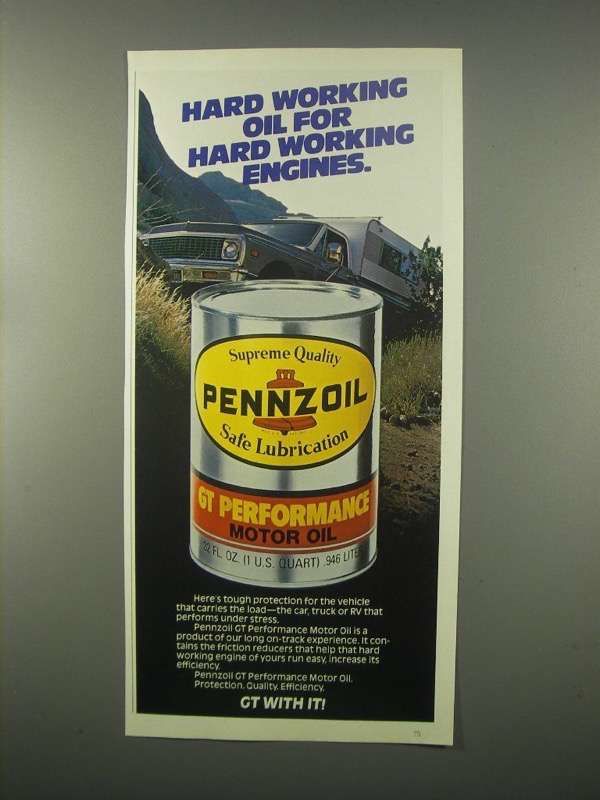 HARD WORKING
OIL FOR
HARD WORKING
ENGINES.
Supreme Quality
PENNZOIL
Safe Lubrication
GT PERFORMANCE
MOTOR OIL
32 FL. OZ. (1 U.S. QUART) .946 LITER
Here's tough protection for the vehicle
that carries the load—the car, truck or RV that
performs under stress.
Pennzoil GT Performance Motor Oil is a
product of our long on-track experience. It con-
tains the friction reducers that help that hard
working engine of yours run easy, increase its
efficiency.
Pennzoil GT Performance Motor Oil.
Protection. Quality. Efficiency.
GT WITH IT!